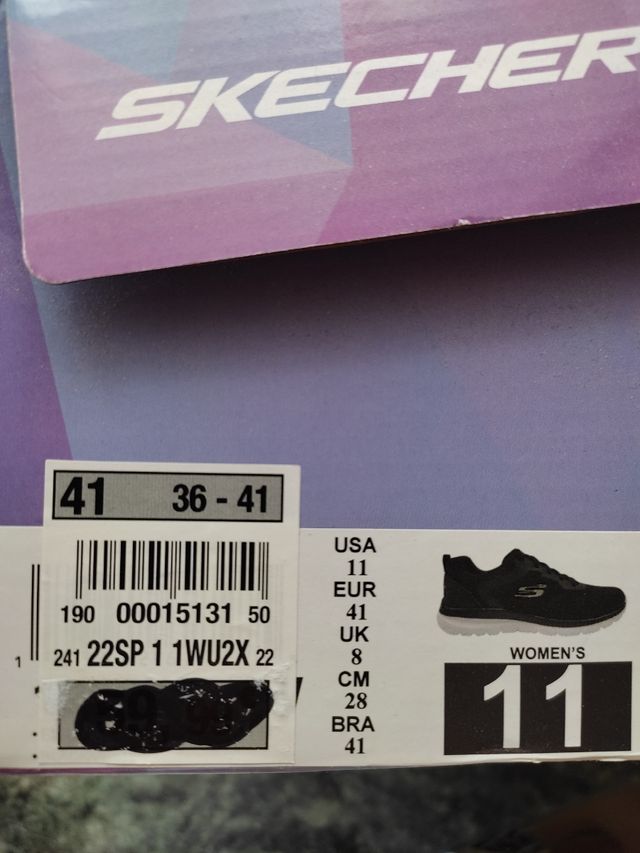 SKECHER
41 36 - 41
190 00015131 50
241 22SP 1 1WU2X 22
1
USA
11
EUR
41
UK
8
CM
28
BRA
41
WOMEN'S
11